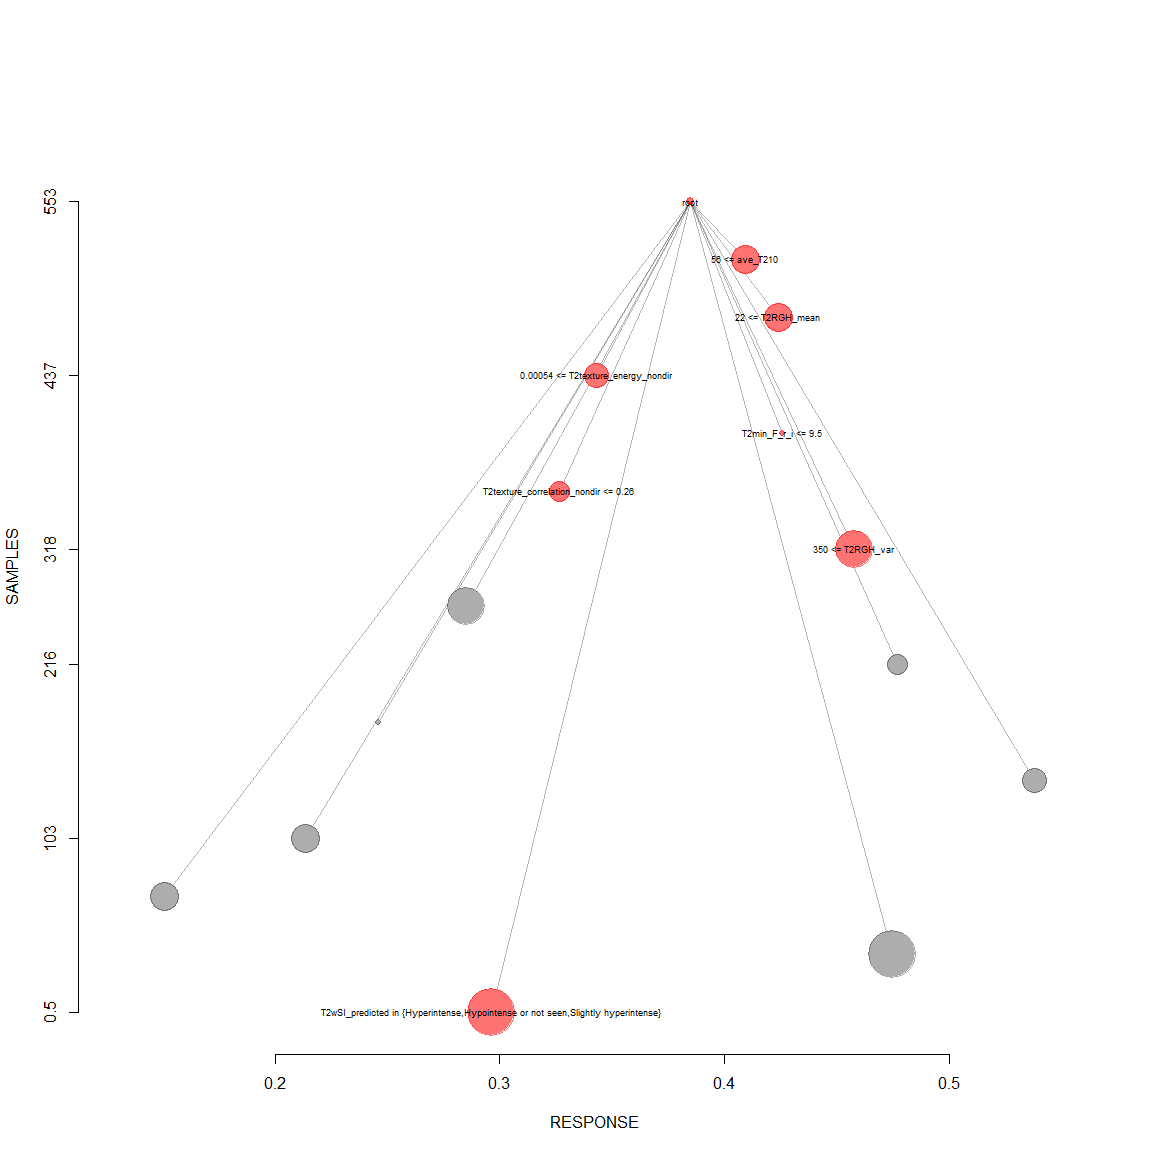 553
root
56 <= ave_T210
22 <= T2RGH_mean
437
0.00054 <= T2texture_energy_nondir
T2min_F_r_i <= 9.5
T2texture_correlation_nondir <= 0.26
318
350 <= T2RGH_var
SAMPLES
216
103
0.5
T2wSI_predicted in {Hyperintense,Hypointense or not seen,Slightly hyperintense}
0.2
0.3
0.4
0.5
RESPONSE